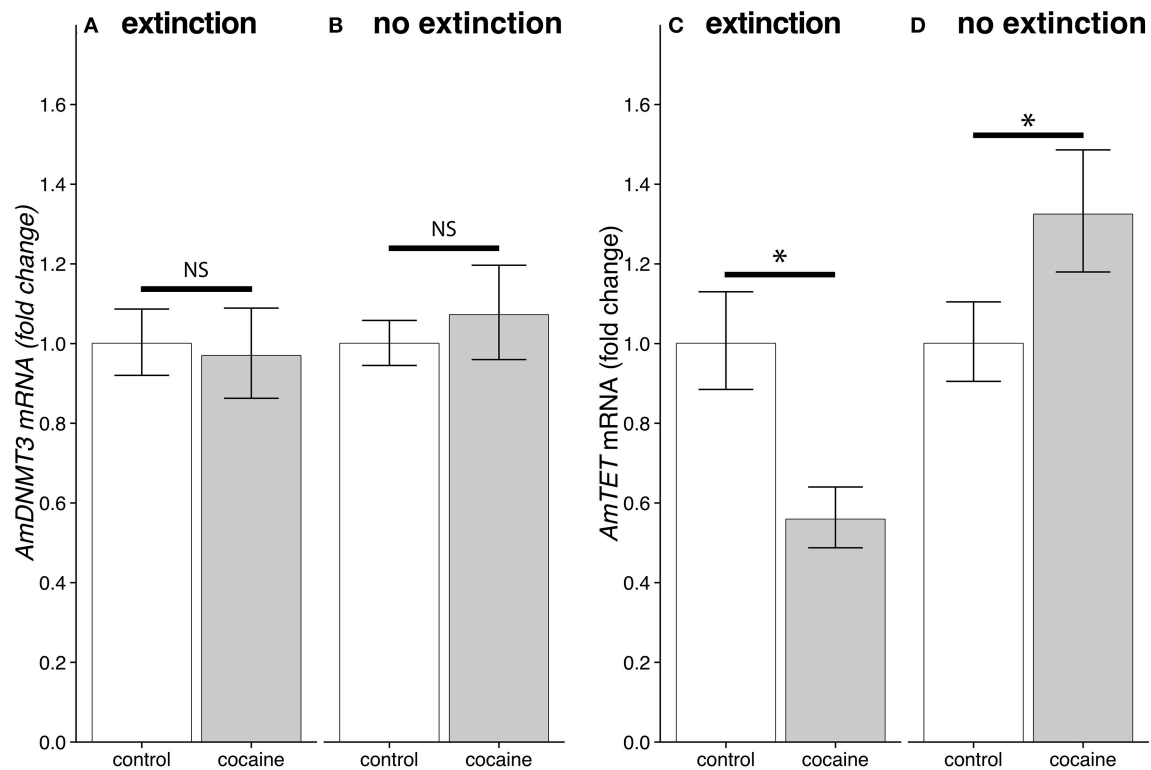 A extinction
B no extinction
C extinction
D no extinction
AmDNMT3 mRNA (fold change)
1.6
1.4
1.2
1.0
0.8
0.6
0.4
0.2
0.0
NS
NS
control
cocaine
control
cocaine
AmTET mRNA (fold change)
1.6
1.4
1.2
1.0
0.8
0.6
0.4
0.2
0.0
*
*
control
cocaine
control
cocaine